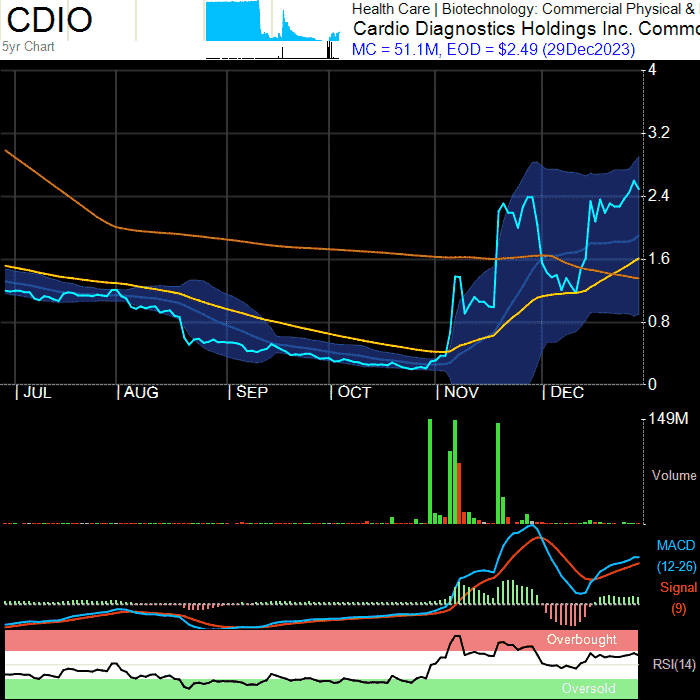 CDIO
5yr Chart
Health Care | Biotechnology: Commercial Physical &
Cardio Diagnostics Holdings Inc. Commo
MC = 51.1M, EOD = $2.49 (29Dec2023)
4
3.2
2.4
1.6
0.8
0
JUL AUG SEP OCT NOV DEC
149M
Volume
MACD
(12-26)
Signal
(9)
Overbought
RSI(14)
Oversold